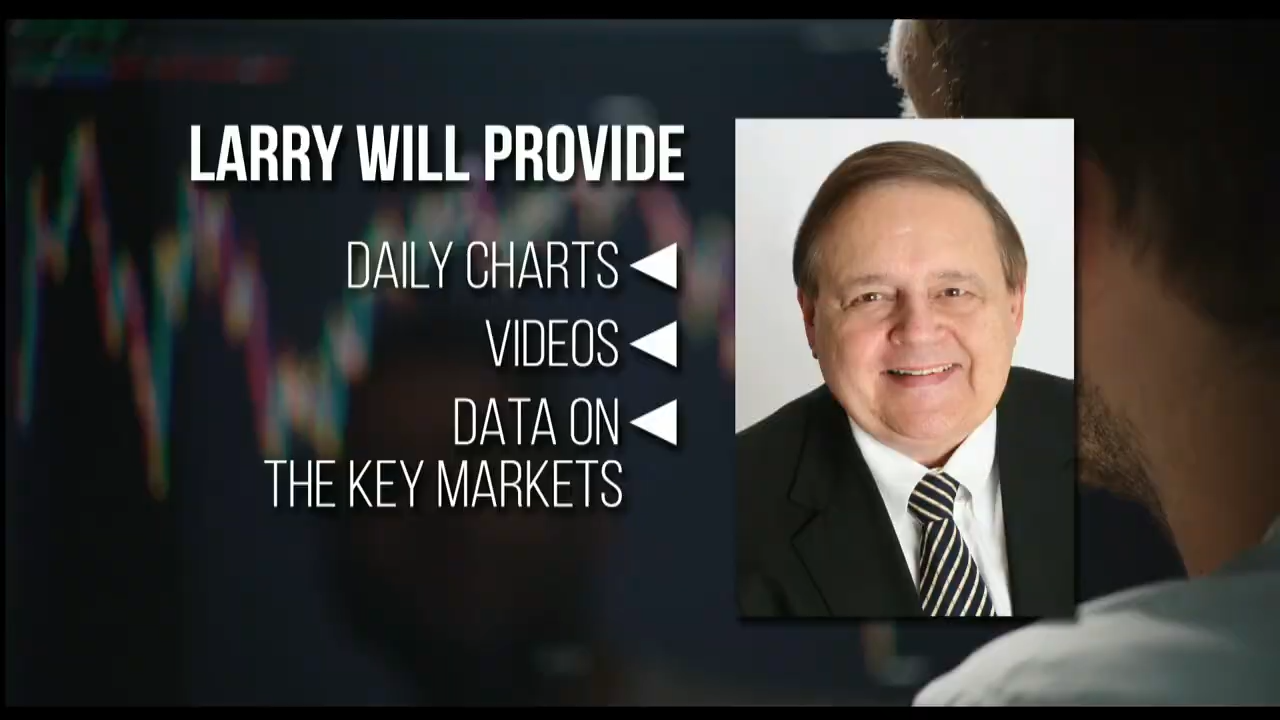 LARRY WILL PROVIDE
DAILY CHARTS
VIDEOS
DATA ON
THE KEY MARKETS